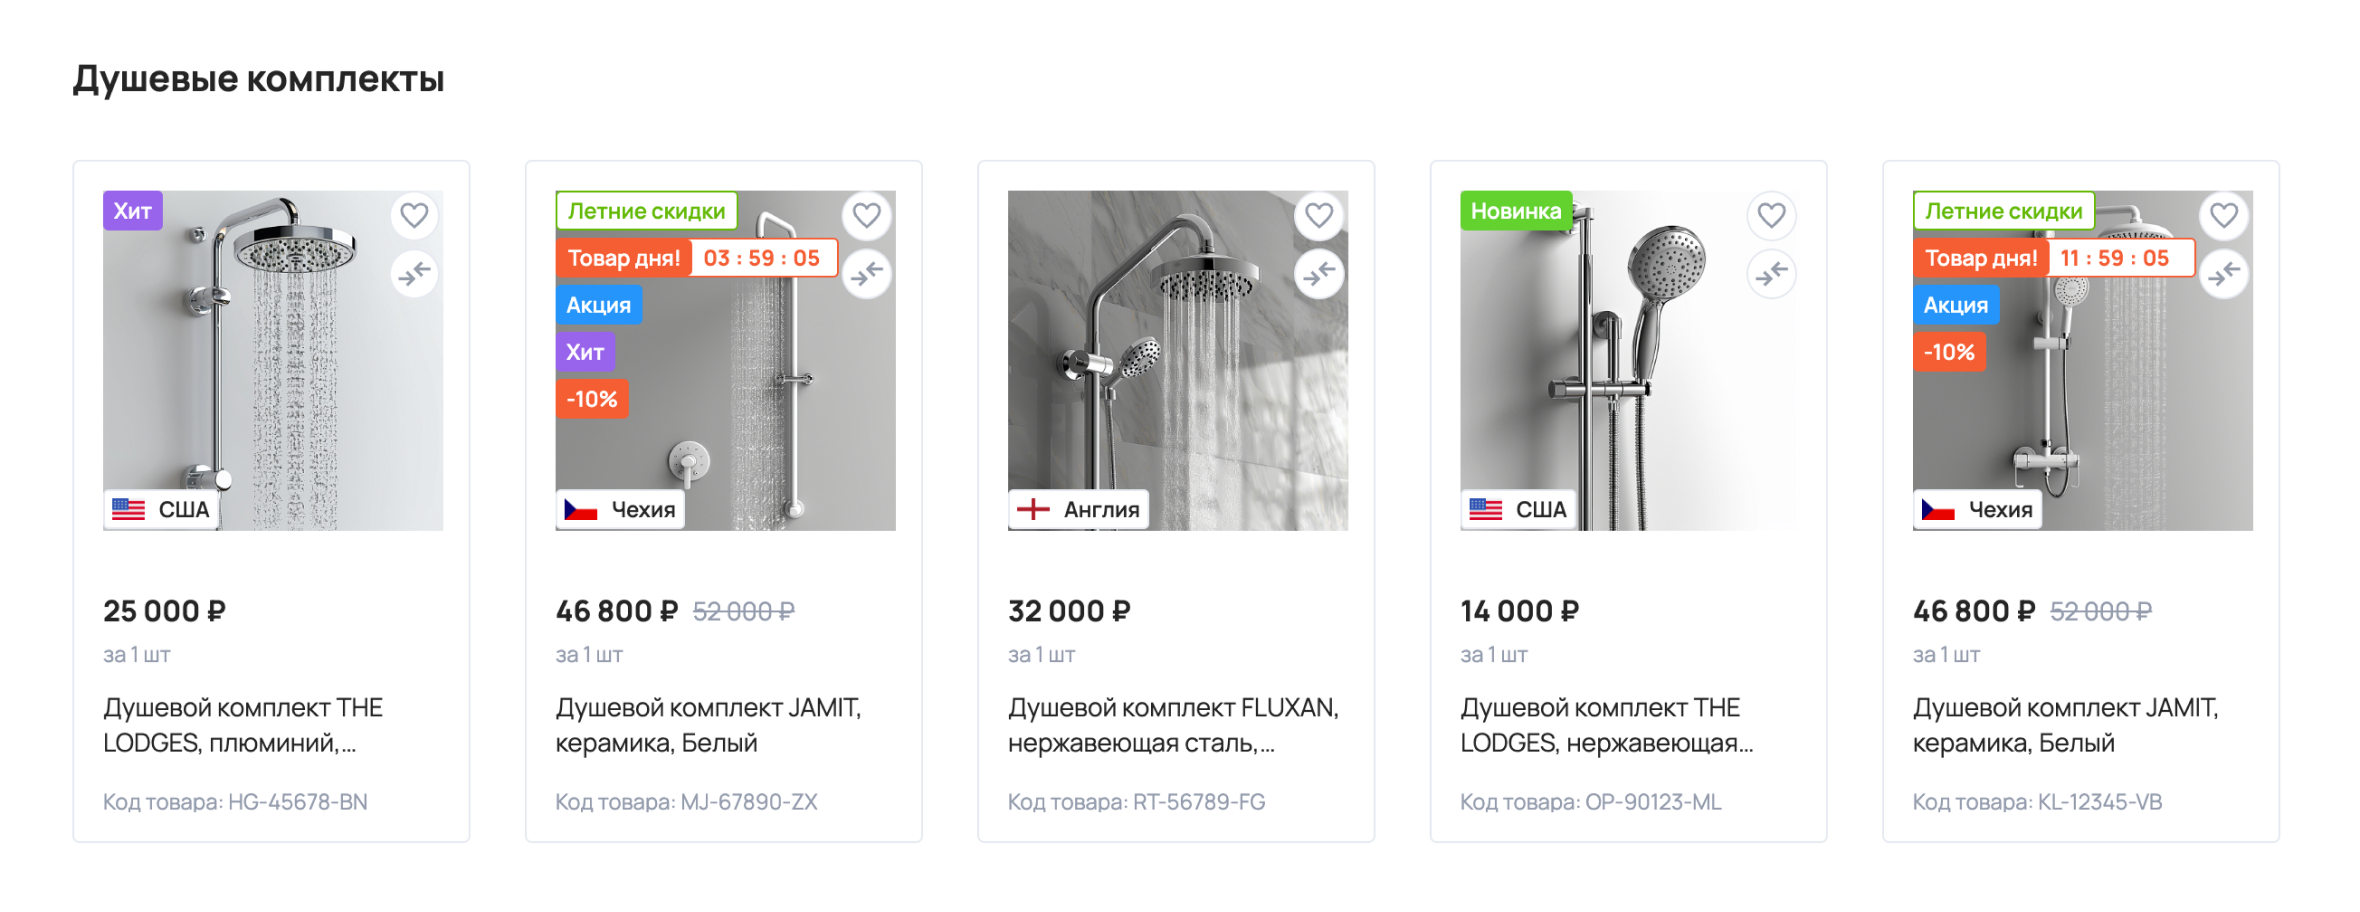 Душевые комплекты
Хит
США
25 000 ₽
за 1 шт
Душевой комплект THE
LODGES, плюминий,...
Код товара: HG-45678-BN
Летние скидки
Товар дня! 03 : 59 : 05
Акция
Хит
-10%
Чехия
46 800 ₽ 52 000 ₽
за 1 шт
Душевой комплект JAMIT,
керамика, Белый
Код товара: MJ-67890-ZX
Англия
32 000 ₽
за 1 шт
Душевой комплект FLUXAN,
нержавеющая сталь,...
Код товара: RT-56789-FG
Новинка
США
14 000 ₽
за 1 шт
Душевой комплект THE
LODGES, нержавеющая...
Код товара: OP-90123-ML
Летние скидки
Товар дня! 11 : 59 : 05
Акция
-10%
Чехия
46 800 ₽ 52 000 ₽
за 1 шт
Душевой комплект JAMIT,
керамика, Белый
Код товара: KL-12345-VB